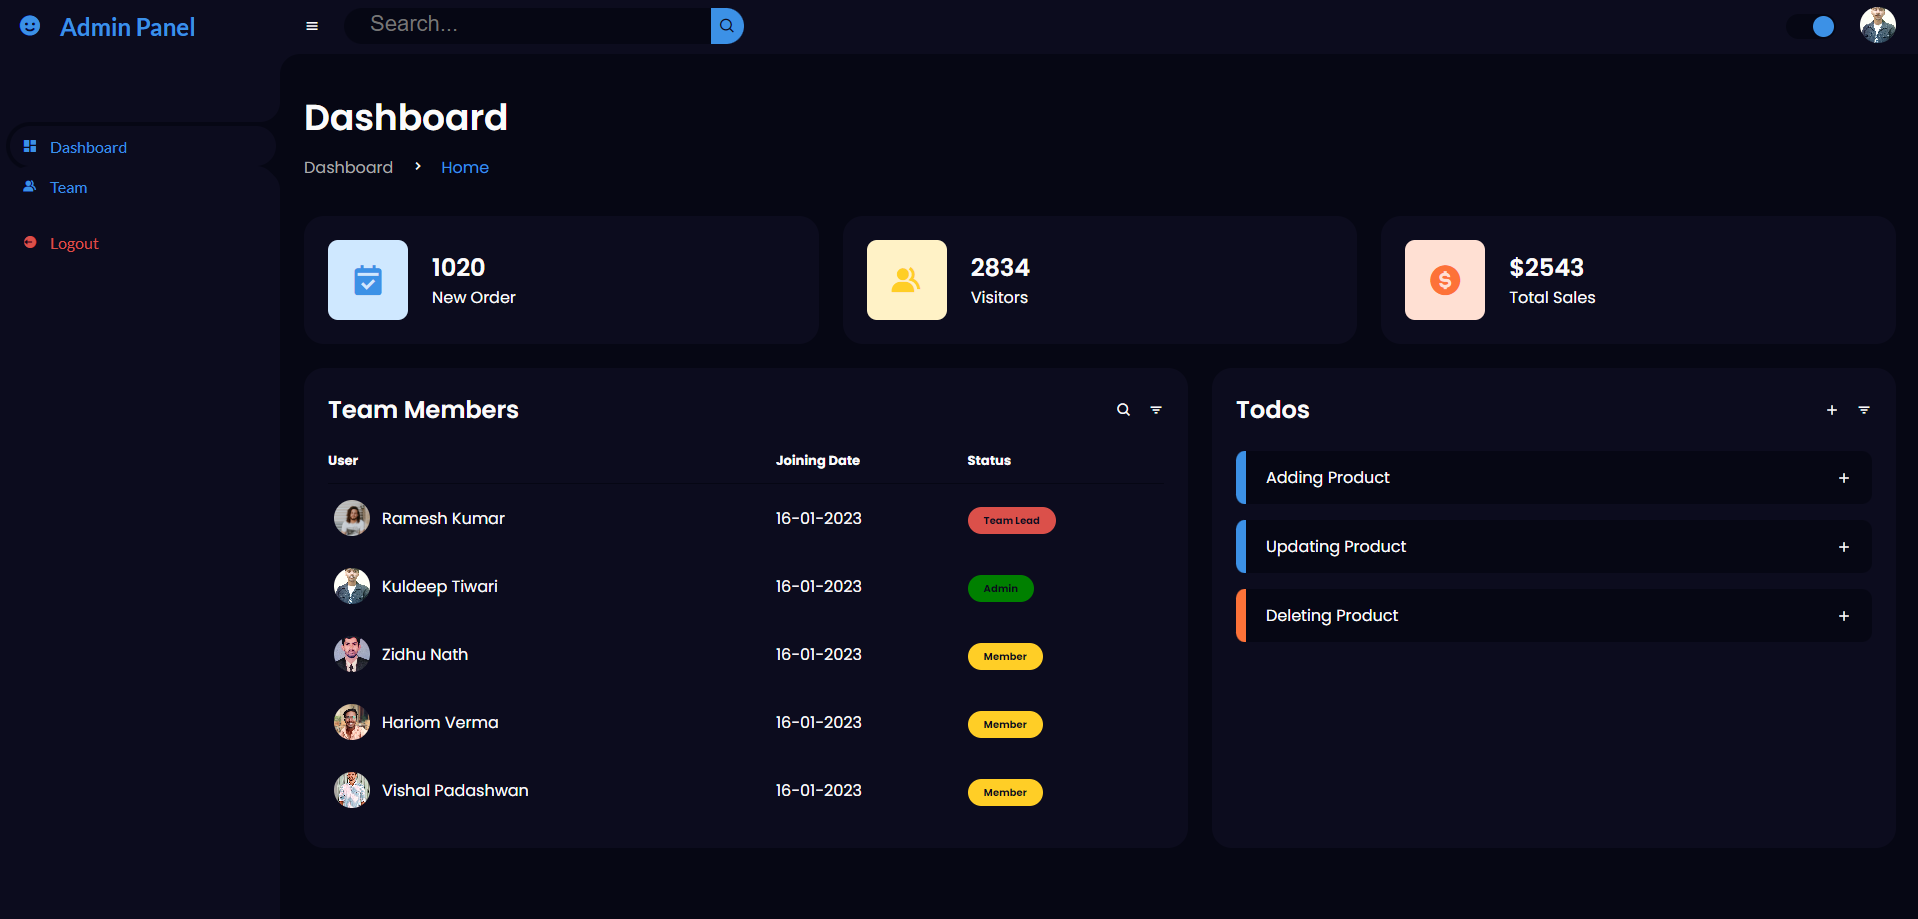 Admin Panel
Search...
Dashboard
Team
Logout
Dashboard
Dashboard Home
1020
New Order
2834
Visitors
$2543
Total Sales
Team Members
User Joining Date Status
Ramesh Kumar 16-01-2023 Team Lead
Kuldeep Tiwari 16-01-2023 Admin
Zidhu Nath 16-01-2023 Member
Hariom Verma 16-01-2023 Member
Vishal Padashwan 16-01-2023 Member
Todos
Adding Product
Updating Product
Deleting Product